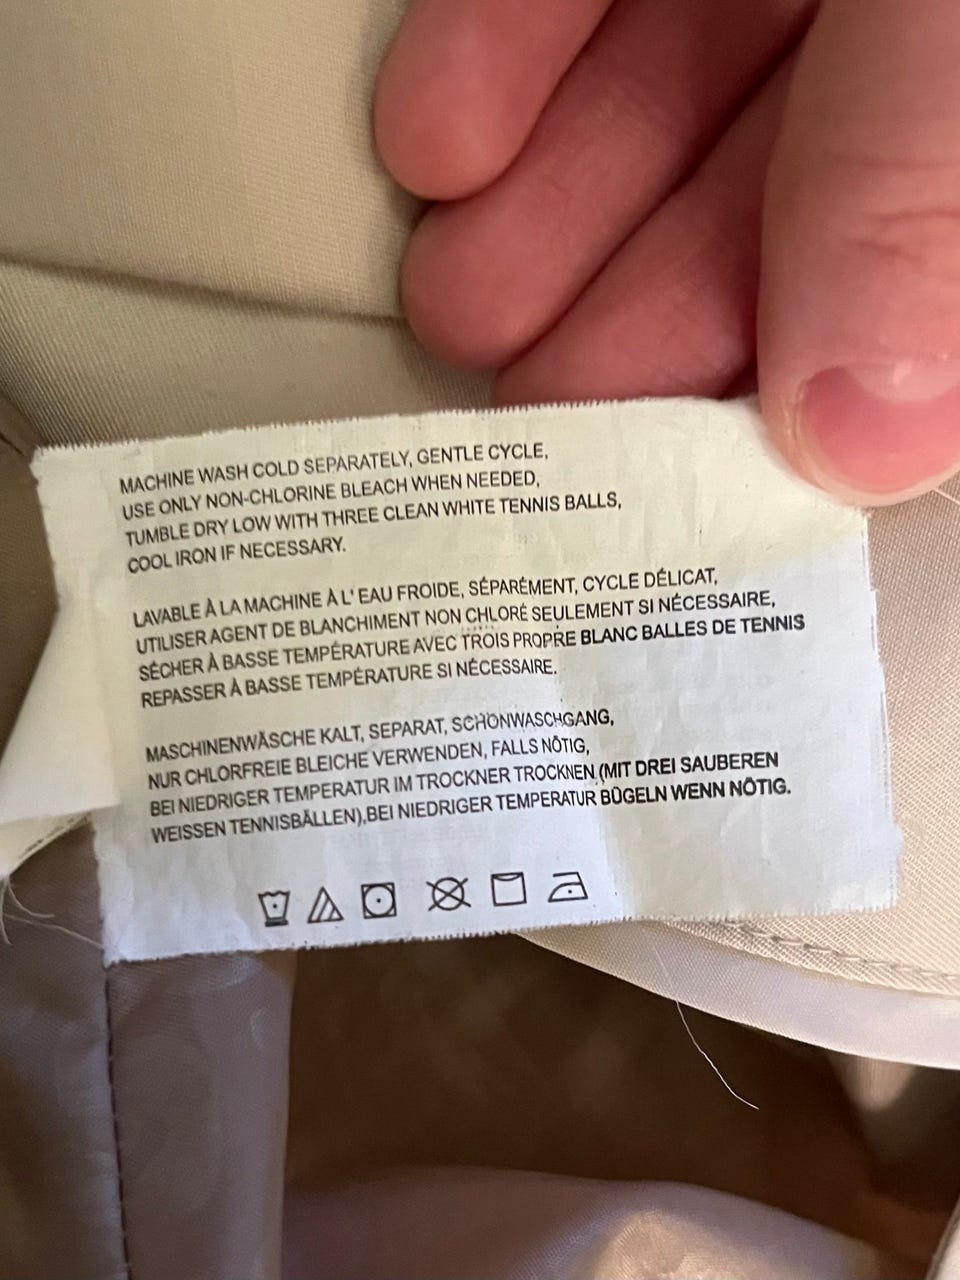 MACHINE WASH COLD SEPARATELY, GENTLE CYCLE,
USE ONLY NON-CHLORINE BLEACH WHEN NEEDED,
TUMBLE DRY LOW WITH THREE CLEAN WHITE TENNIS BALLS,
COOL IRON IF NECESSARY.
LAVABLE À LA MACHINE À L' EAU FROIDE, SÉPARÉMENT, CYCLE DÉLICAT,
UTILISER AGENT DE BLANCHIMENT NON CHLORÉ SEULEMENT SI NÉCESSAIRE,
SÉCHER À BASSE TEMPÉRATURE AVEC TROIS PROPRE BLANC BALLES DE TENNIS
REPASSER À BASSE TEMPÉRATURE SI NÉCESSAIRE.
MASCHINENWÄSCHE KALT, SEPARAT, SCHONWASCHGANG,
NUR CHLORFREIE BLEICHE VERWENDEN, FALLS NÖTIG,
BEI NIEDRIGER TEMPERATUR IM TROCKNER TROCKNEN (MIT DREI SAUBEREN
WEISSEN TENNISBÄLLEN),BEI NIEDRIGER TEMPERATUR BÜGELN WENN NÖTIG.